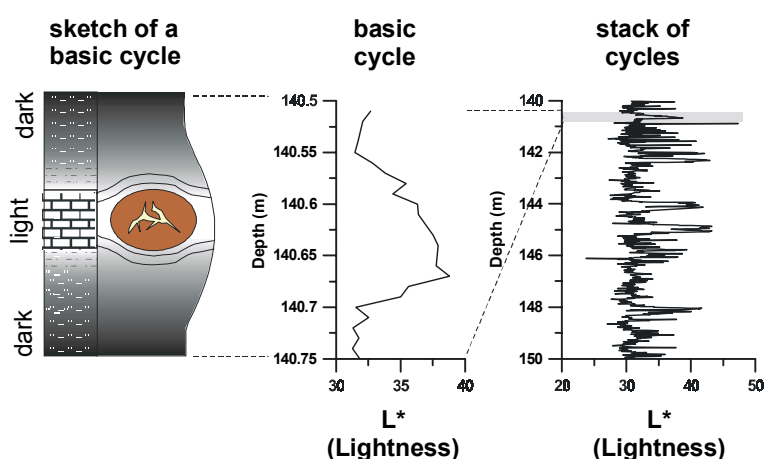 sketch of a
basic cycle
dark
light
dark
basic
cycle
140.5
140.55
140.6
140.65
140.7
140.75
Depth (m)
30
35
40
L*
(Lightness)
stack of
cycles
140
142
144
146
148
150
Depth (m)
20
30
40
50
L*
(Lightness)